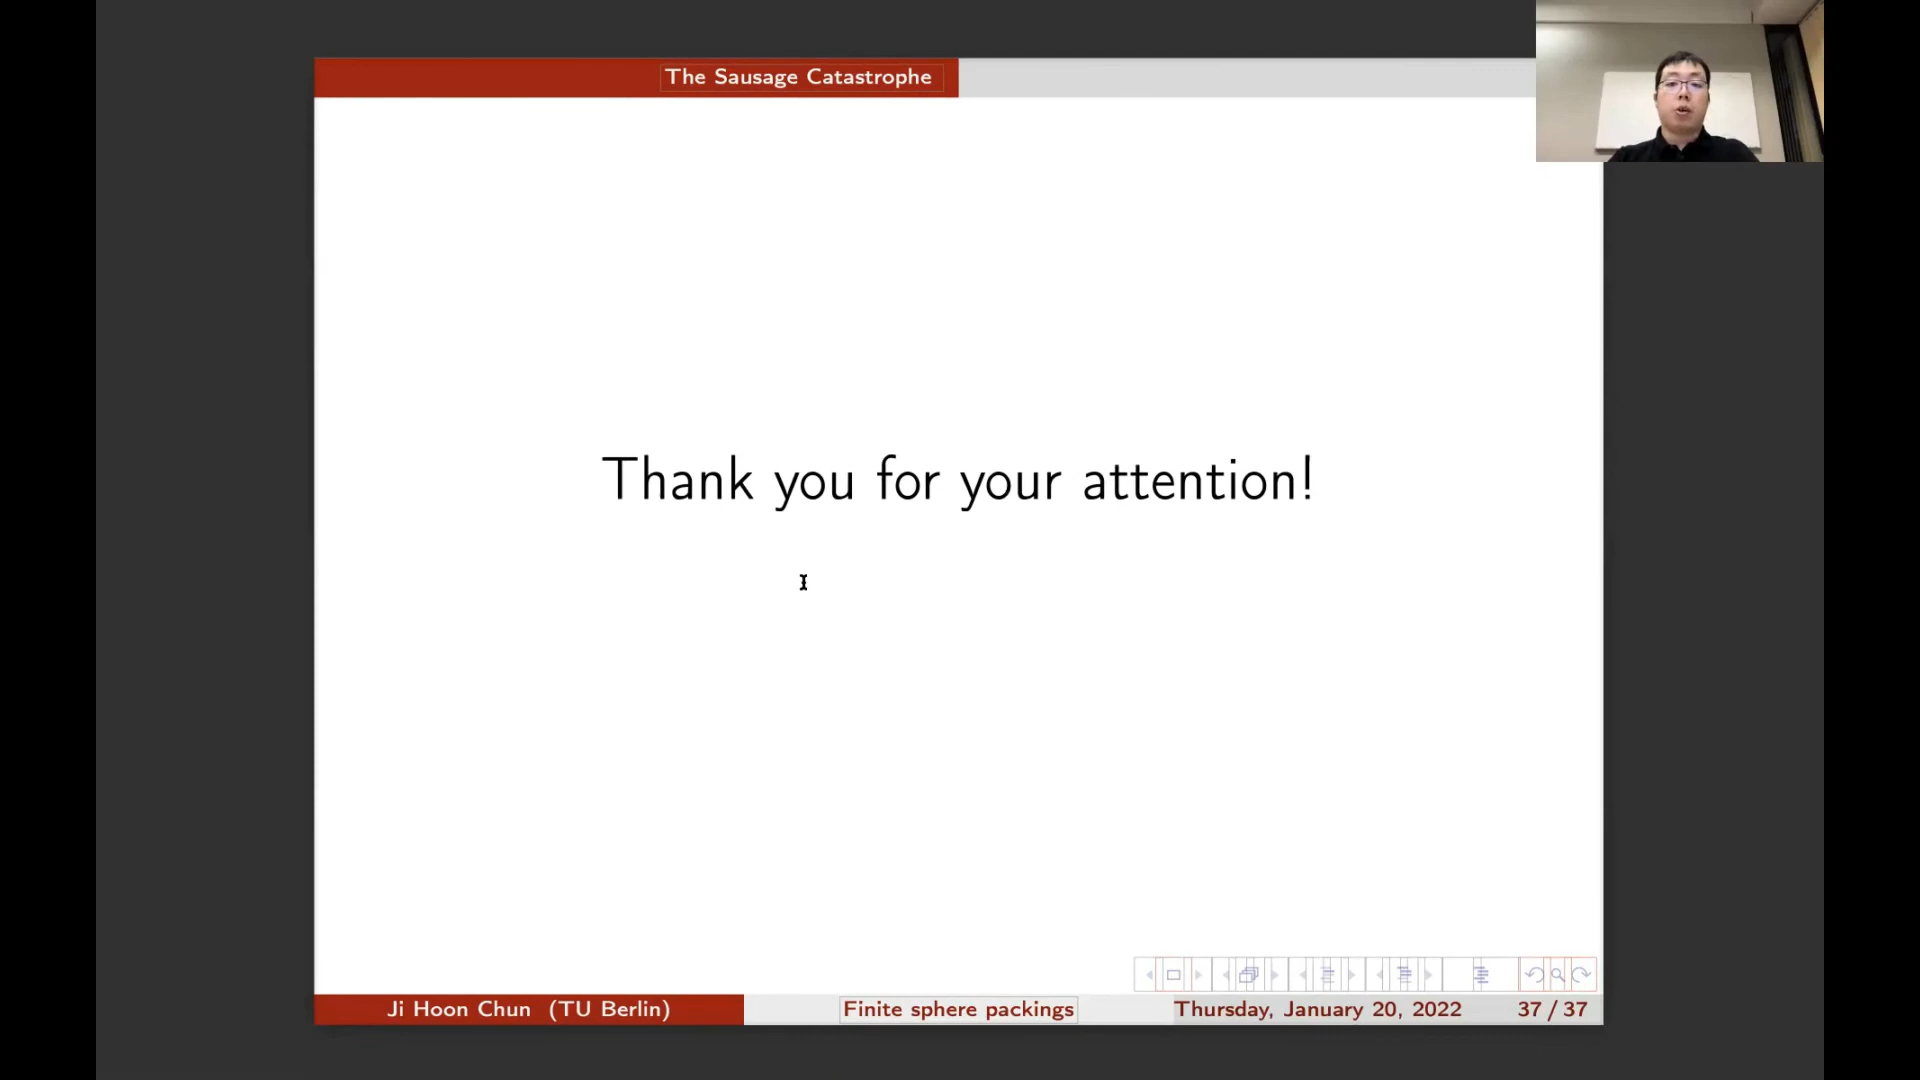 The Sausage Catastrophe
Thank you for your attention!
Ji Hoon Chun (TU Berlin)
Finite sphere packings
Thursday, January 20, 2022
37 / 37